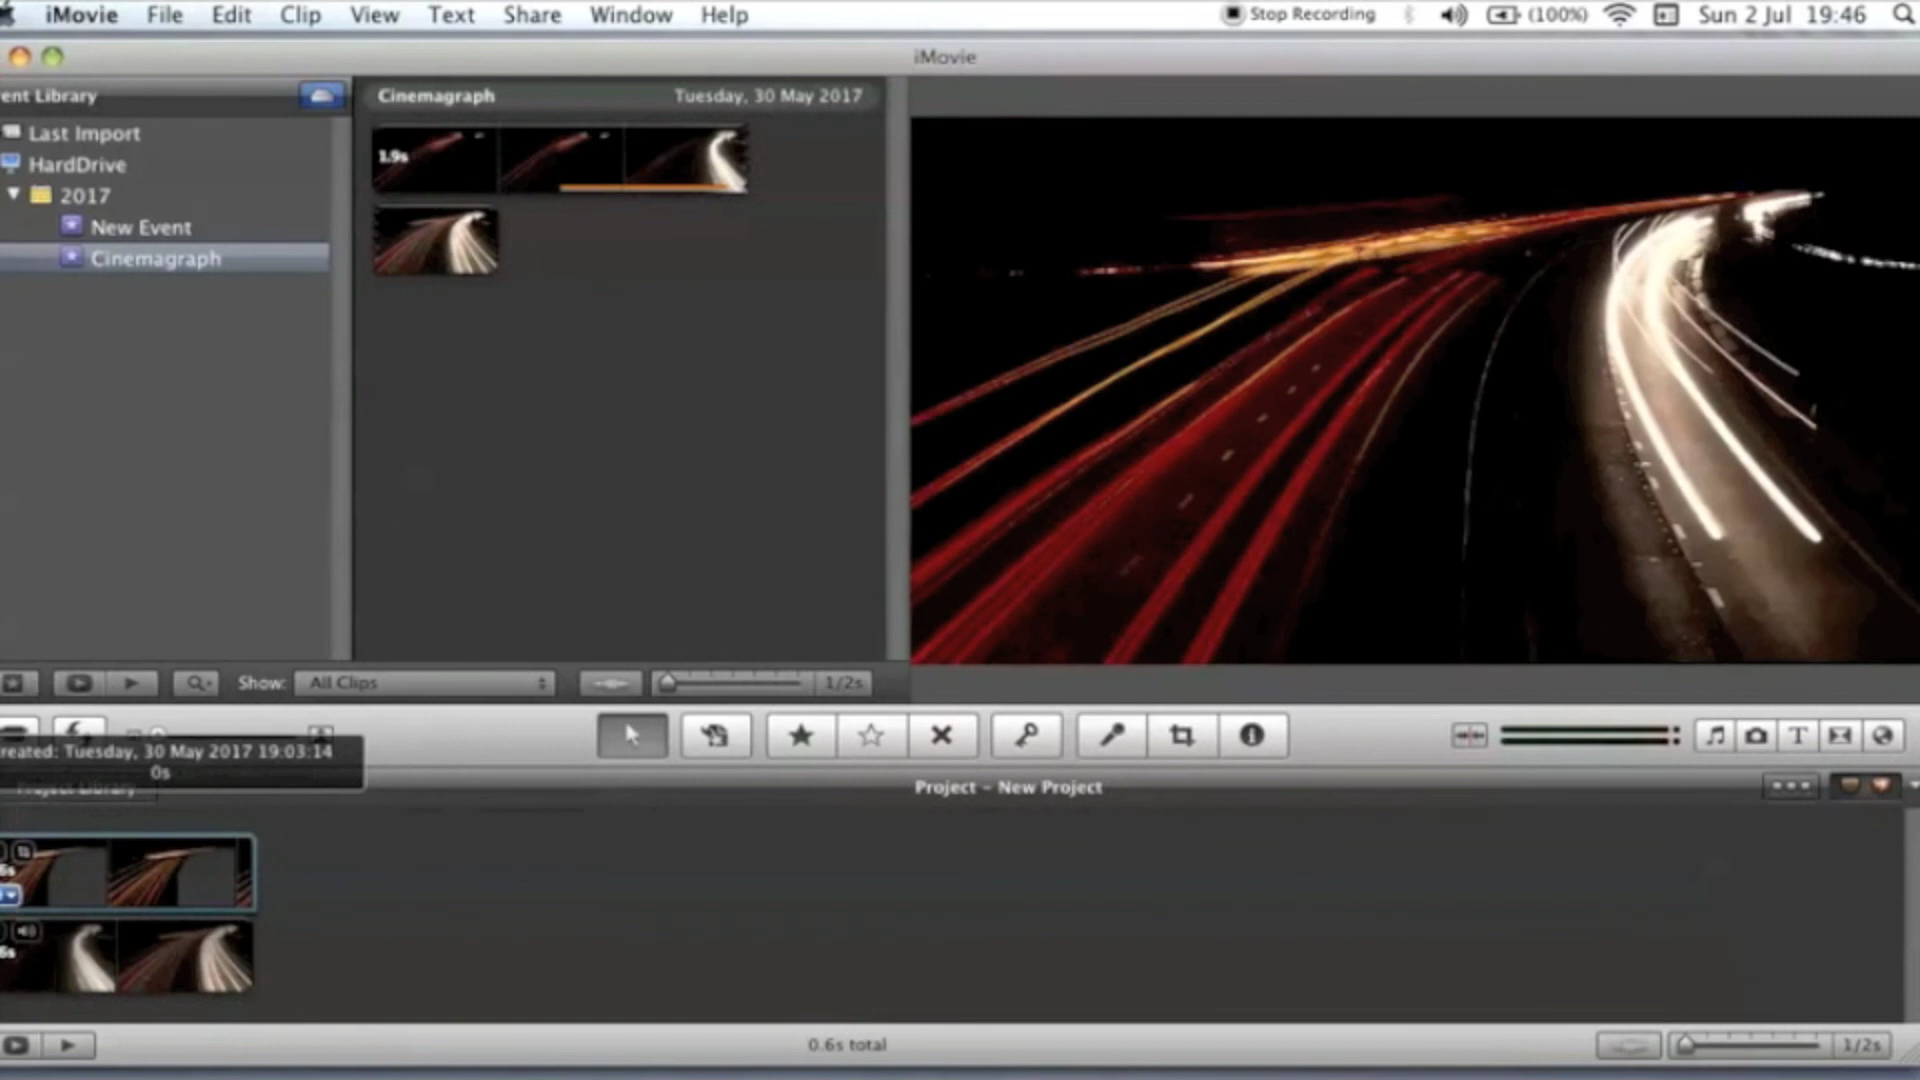 iMovie File Edit Clip View Text Share Window Help Stop Recording (100%) Sun 2 Jul 19:46
iMovie
ent Library
Cinemagraph Tuesday, 30 May 2017
Last Import
HardDrive
2017
New Event
Cinemagraph
1.9s
Show: All Clips 1/2s
reated: Tuesday, 30 May 2017 19:03:14
0s
Project Library
Project - New Project
0.6s total 1/2s